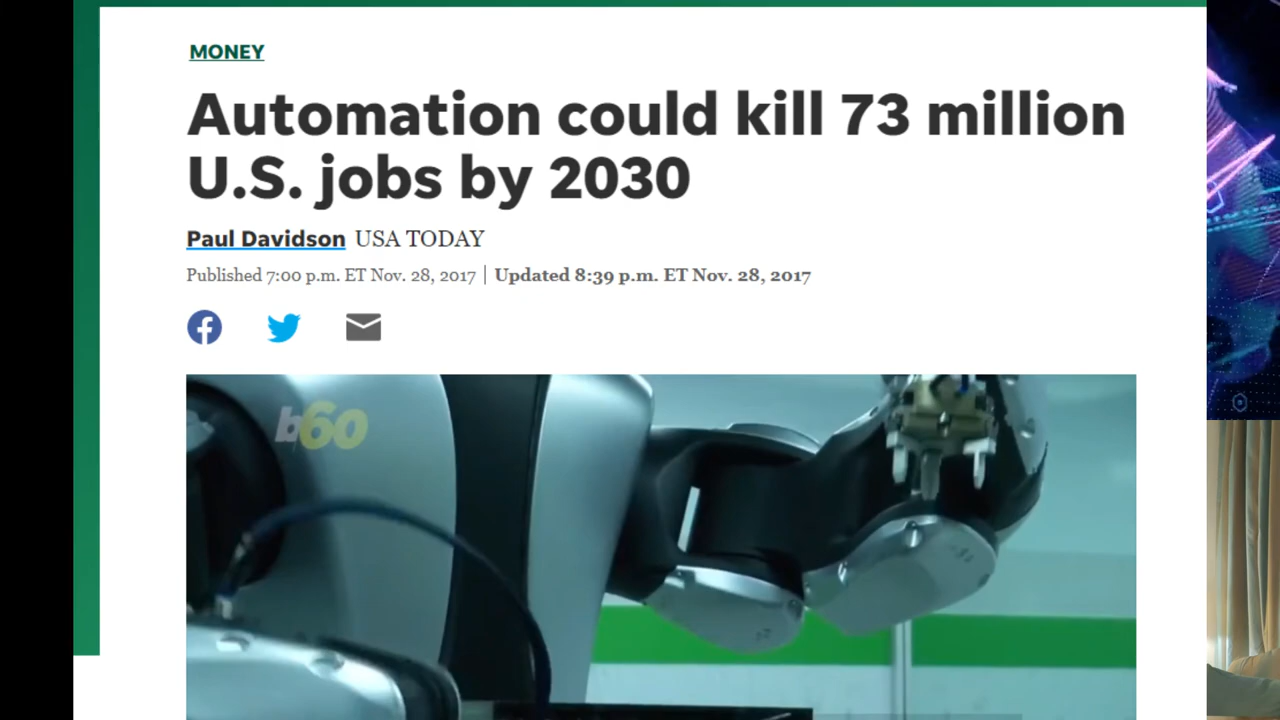 MONEY
Automation could kill 73 million
U.S. jobs by 2030
Paul Davidson USA TODAY
Published 7:00 p.m. ET Nov. 28, 2017 | Updated 8:39 p.m. ET Nov. 28, 2017
b60